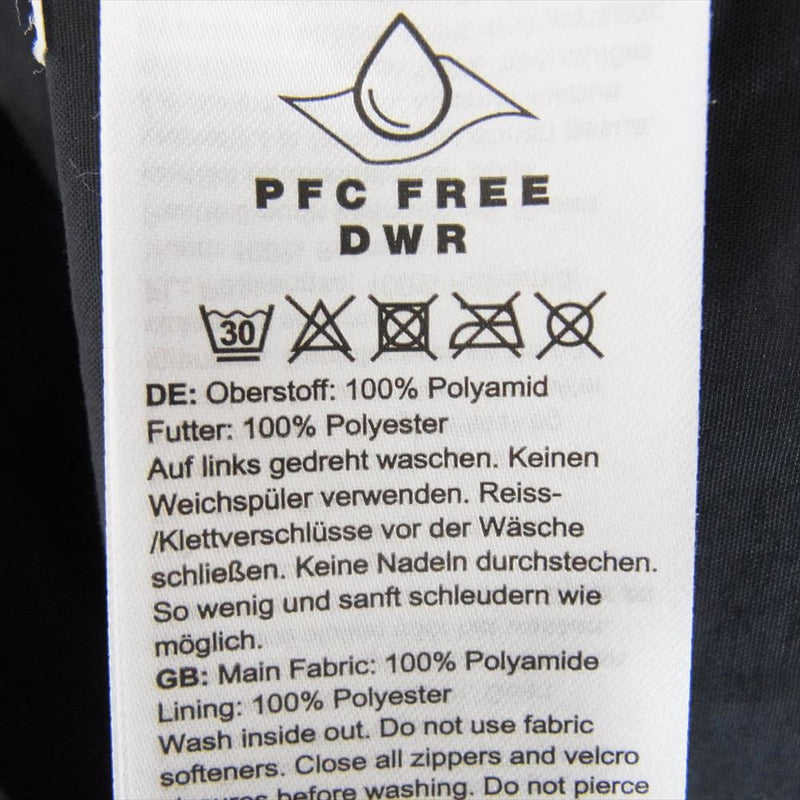 PFC FREE
DWR
30
DE: Oberstoff: 100% Polyamid
Futter: 100% Polyester
Auf links gedreht waschen. Keinen
Weichspüler verwenden. Reiss-
/Klettverschlüsse vor der Wäsche
schließen. Keine Nadeln durchstechen.
So wenig und sanft schleudern wie
möglich.
GB: Main Fabric: 100% Polyamide
Lining: 100% Polyester
Wash inside out. Do not use fabric
softeners. Close all zippers and velcro
before washing. Do not pierce